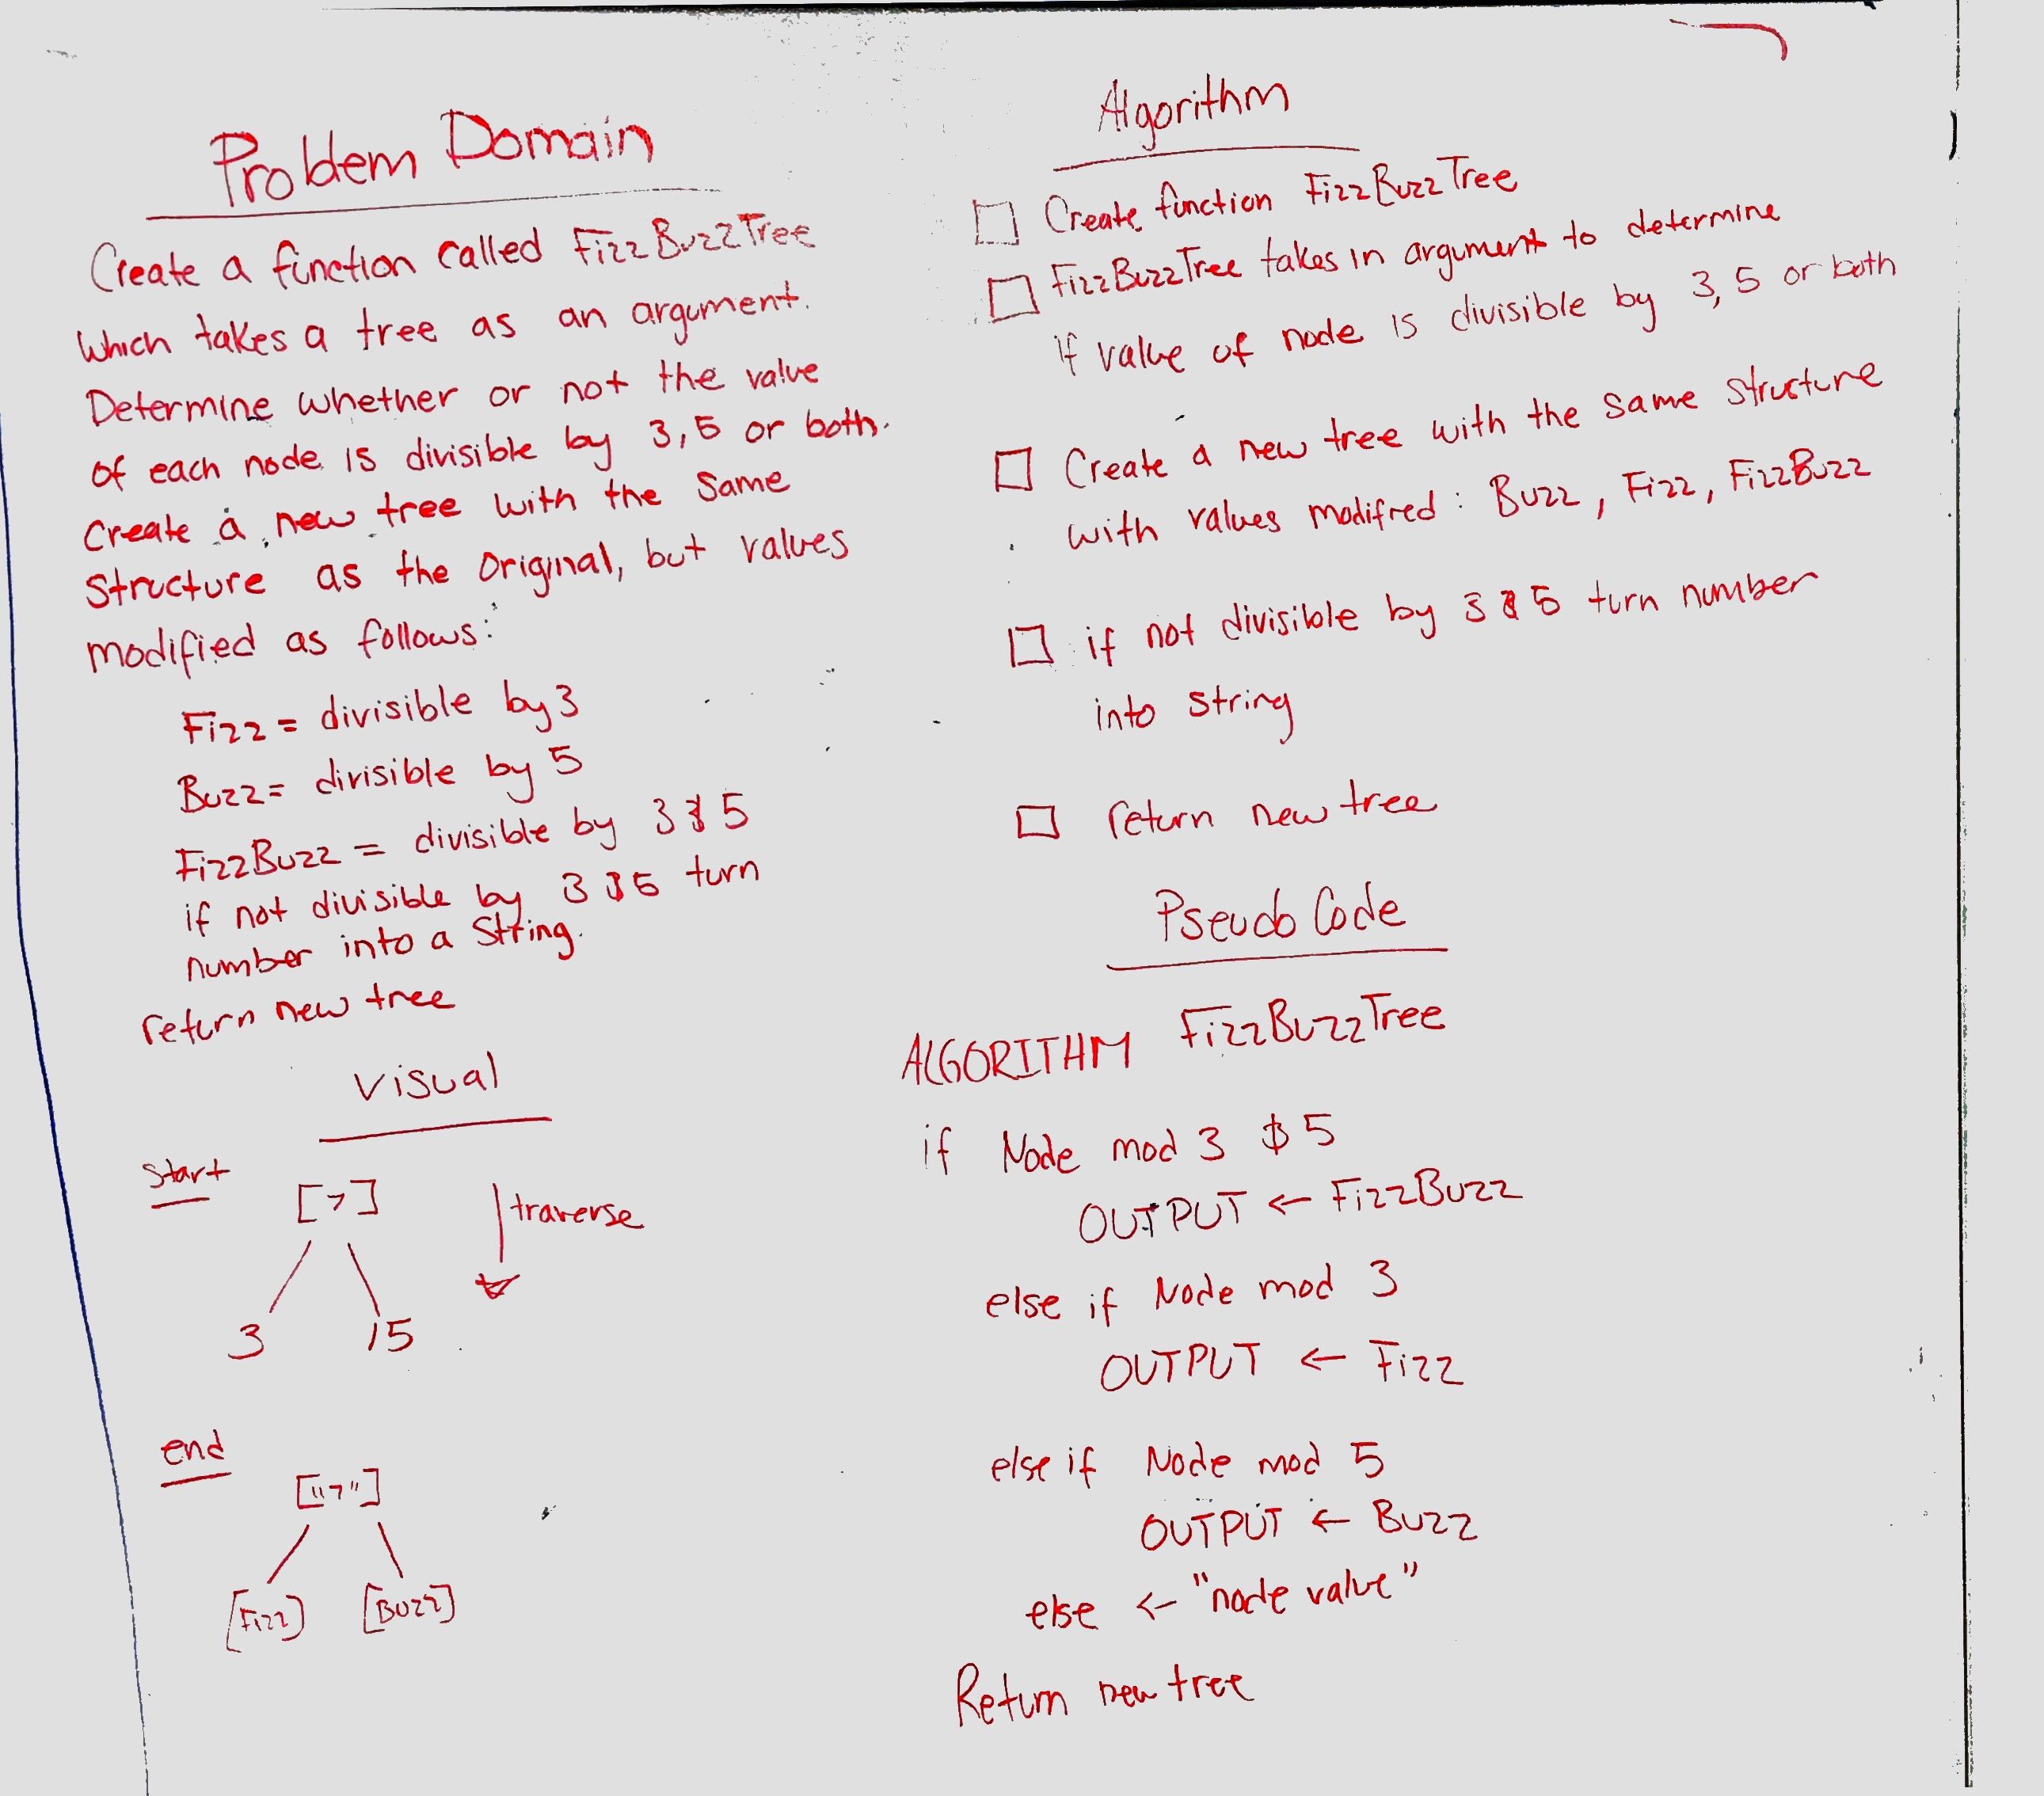 Problem Domain
Create a function called FizzBuzzTree
which takes a tree as an argument.
Determine whether or not the value
of each node is divisible by 3, 5 or both.
Create a new tree with the same
structure as the original, but values
modified as follows:
Fizz = divisible by 3
Buzz = divisible by 5
FizzBuzz = divisible by 3 & 5
if not divisible by 3 & 5 turn
number into a string.
return new tree
Visual
Start
[7]
traverse
3 15
end
["7"]
[Fizz] [Buzz]
Algorithm
Create function FizzBuzzTree
FizzBuzzTree takes in argument to determine
if value of node is divisible by 3, 5 or both
Create a new tree with the same structure
with values modifred : Buzz, Fizz, FizzBuzz
if not divisible by 3 & 5 turn number
into string
return new tree
Pseudo Code
ALGORITHM FizzBuzzTree
if Node mod 3 & 5
OUTPUT ← FizzBuzz
else if Node mod 3
OUTPUT ← Fizz
else if Node mod 5
OUTPUT ← Buzz
else ← "node value"
Return new tree